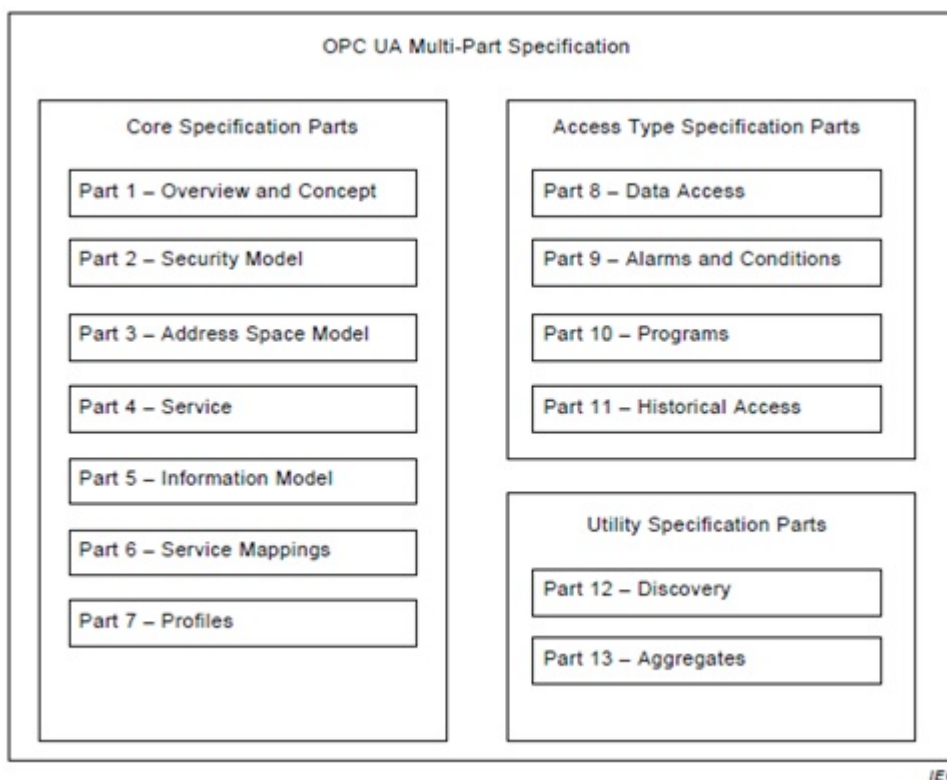 OPC UA Multi-Part Specification
Core Specification Parts
Part 1 – Overview and Concept
Part 2 – Security Model
Part 3 – Address Space Model
Part 4 – Service
Part 5 – Information Model
Part 6 – Service Mappings
Part 7 – Profiles
Access Type Specification Parts
Part 8 – Data Access
Part 9 – Alarms and Conditions
Part 10 – Programs
Part 11 – Historical Access
Utility Specification Parts
Part 12 – Discovery
Part 13 – Aggregates